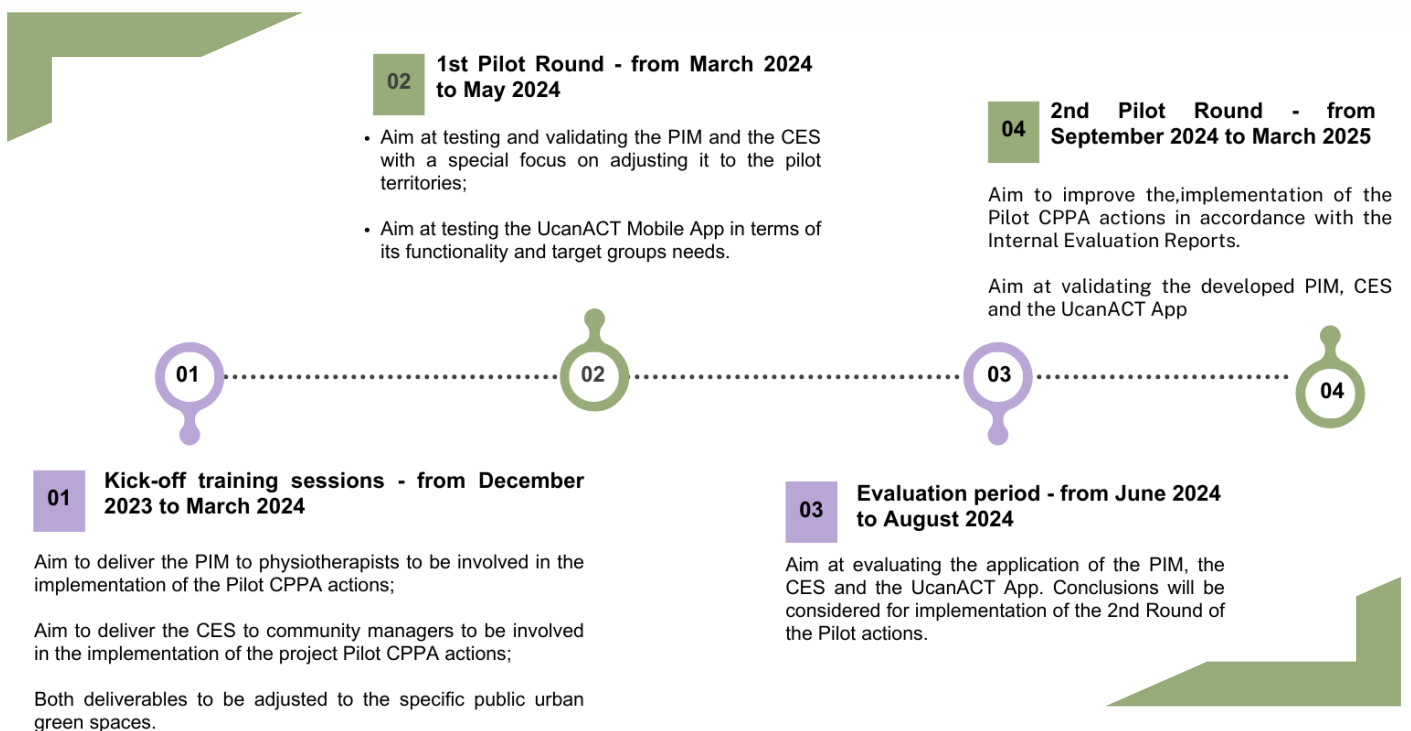 02
1st Pilot Round - from March 2024
to May 2024
• Aim at testing and validating the PIM and the CES
with a special focus on adjusting it to the pilot
territories;
• Aim at testing the UcanACT Mobile App in terms of
its functionality and target groups needs.
04
2nd Pilot Round - from
September 2024 to March 2025
Aim to improve the,implementation of the
Pilot CPPA actions in accordance with the
Internal Evaluation Reports.
Aim at validating the developed PIM, CES
and the UcanACT App
01
02
03
04
01
Kick-off training sessions - from December
2023 to March 2024
Aim to deliver the PIM to physiotherapists to be involved in the
implementation of the Pilot CPPA actions;
Aim to deliver the CES to community managers to be involved
in the implementation of the project Pilot CPPA actions;
Both deliverables to be adjusted to the specific public urban
green spaces.
03
Evaluation period - from June 2024
to August 2024
Aim at evaluating the application of the PIM, the
CES and the UcanACT App. Conclusions will be
considered for implementation of the 2nd Round of
the Pilot actions.